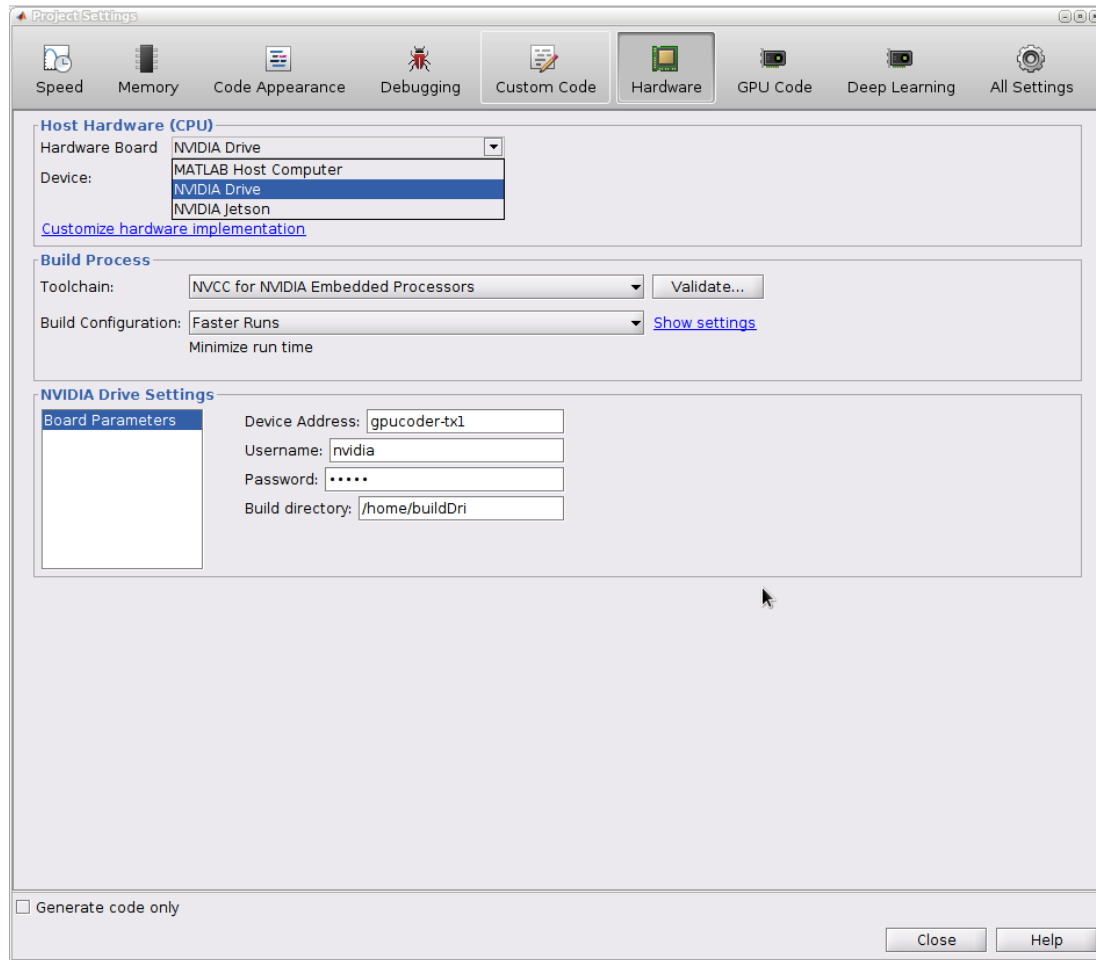 Project Settings
Speed Memory Code Appearance Debugging Custom Code Hardware GPU Code Deep Learning All Settings
Host Hardware (CPU)
Hardware Board NVIDIA Drive
MATLAB Host Computer
Device:
NVIDIA Drive
NVIDIA Jetson
Customize hardware implementation
Build Process
Toolchain: NVCC for NVIDIA Embedded Processors Validate...
Build Configuration: Faster Runs Show settings
Minimize run time
NVIDIA Drive Settings
Board Parameters Device Address: gpucoder-tx1
Username: nvidia
Password: •••••
Build directory: /home/buildDri
Generate code only
Close Help